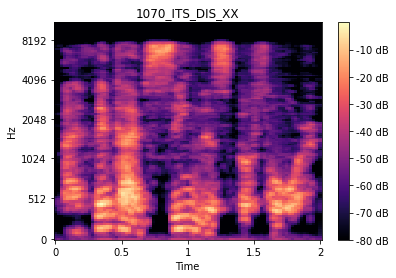 1070_ITS_DIS_XX
8192
4096
2048
1024
512
0
Hz
0
0.5
1
1.5
2
Time
-10 dB
-20 dB
-30 dB
-40 dB
-50 dB
-60 dB
-70 dB
-80 dB